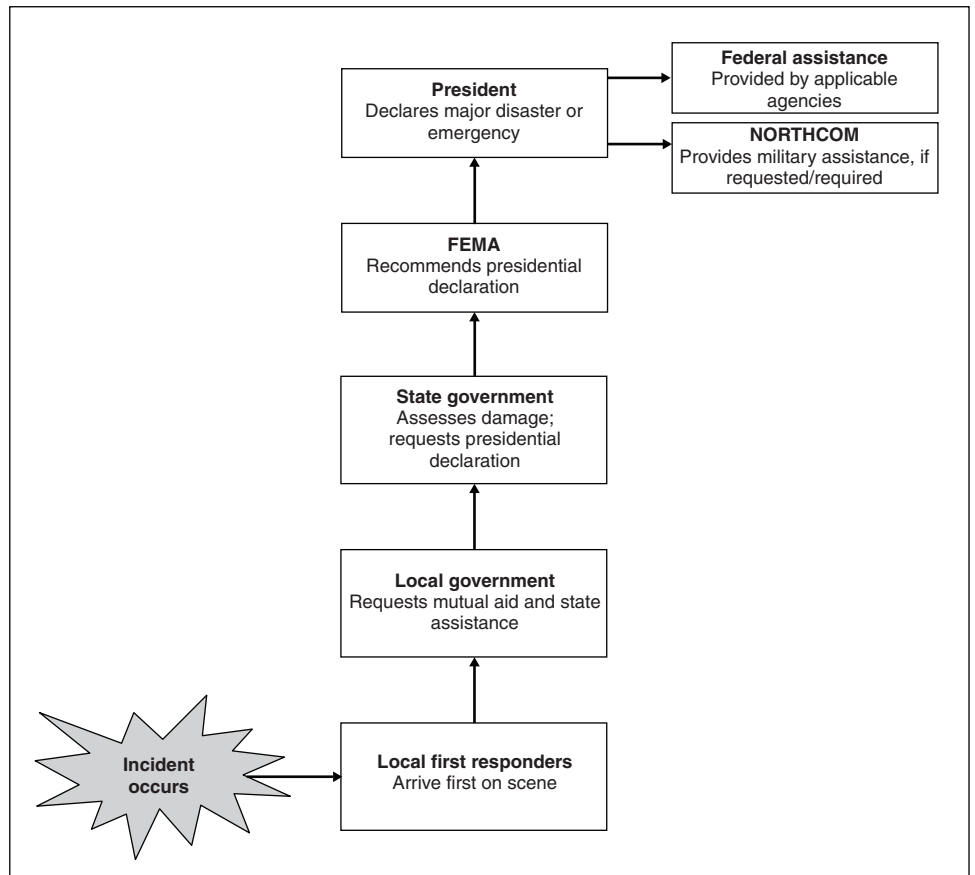 President
Declares major disaster or
emergency
Federal assistance
Provided by applicable
agencies
NORTHCOM
Provides military assistance, if
requested/required
FEMA
Recommends presidential
declaration
State government
Assesses damage;
requests presidential
declaration
Local government
Requests mutual aid and state
assistance
Local first responders
Arrive first on scene
Incident
occurs